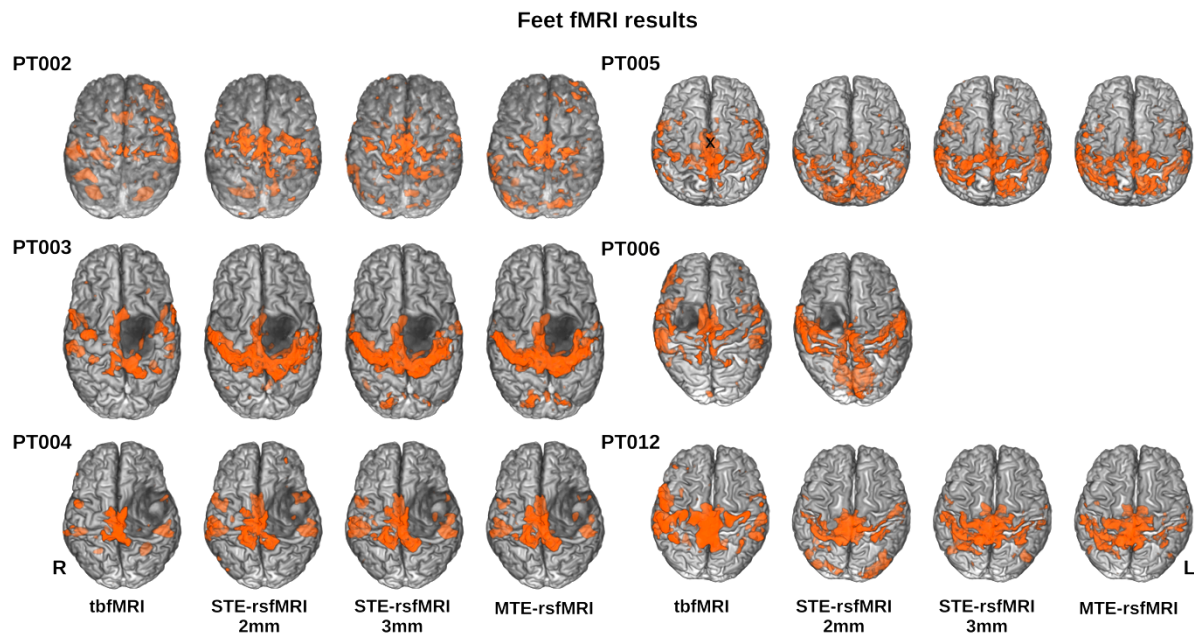 Feet fMRI results
PT002
PT005
X
PT003
PT006
PT004
PT012
R
L
tbfMRI
STE-rsfMRI
2mm
STE-rsfMRI
3mm
MTE-rsfMRI
tbfMRI
STE-rsfMRI
2mm
STE-rsfMRI
3mm
MTE-rsfMRI